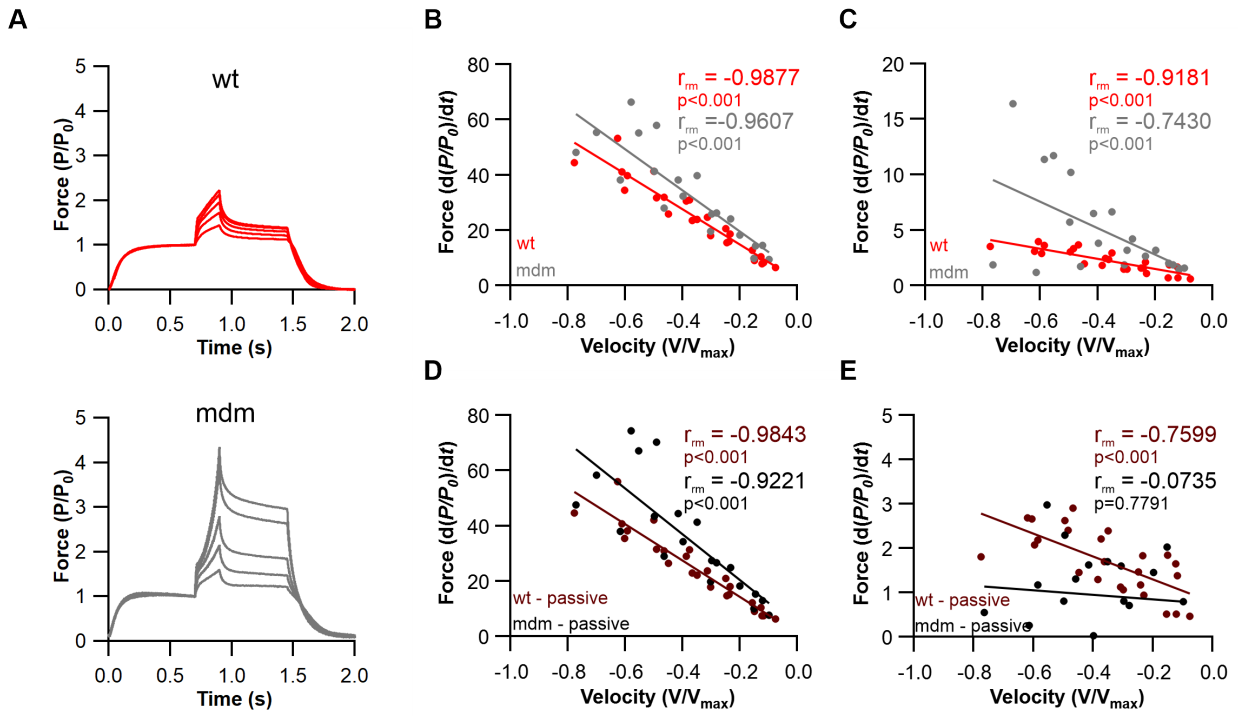 A
wt
Force (P/P0)
5
4
3
2
1
0
0.0 0.5 1.0 1.5 2.0
Time (s)
mdm
Force (P/P0)
5
4
3
2
1
0
0.0 0.5 1.0 1.5 2.0
Time (s)
B
Force (d(P/P0)/dt)
80
60
40
20
0
rrm = -0.9877
p<0.001
rrm =-0.9607
p<0.001
wt
mdm
-1.0 -0.8 -0.6 -0.4 -0.2 0.0
Velocity (V/Vmax)
C
Force (d(P/P0)/dt)
20
15
10
5
0
rrm = -0.9181
p<0.001
rrm = -0.7430
p<0.001
wt
mdm
-1.0 -0.8 -0.6 -0.4 -0.2 0.0
Velocity (V/Vmax)
D
Force (d(P/P0)/dt)
80
60
40
20
0
rrm = -0.9843
p<0.001
rrm = -0.9221
p<0.001
wt - passive
mdm - passive
-1.0 -0.8 -0.6 -0.4 -0.2 0.0
Velocity (V/Vmax)
E
Force (d(P/P0)/dt)
5
4
3
2
1
0
rrm = -0.7599
p<0.001
rrm = -0.0735
p=0.7791
wt - passive
mdm - passive
-1.0 -0.8 -0.6 -0.4 -0.2 0.0
Velocity (V/Vmax)